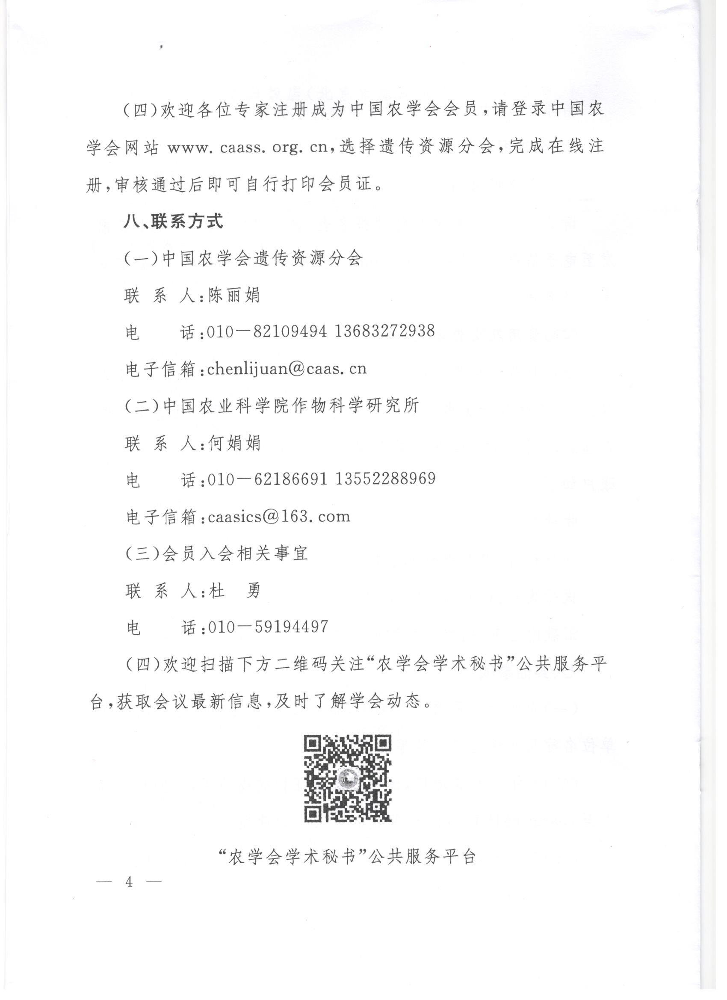 (四)欢迎各位专家注册成为中国农学会会员,请登录中国农
学会网站 www. caass. org. cn,选择遗传资源分会,完成在线注
册,审核通过后即可自行打印会员证。
八、联系方式
(一)中国农学会遗传资源分会
联 系 人:陈丽娟
电 话:010-82109494 13683272938
电子信箱:chenlijuan@caas. cn
(二)中国农业科学院作物科学研究所
联 系 人:何娟娟
电 话:010-62186691 13552288969
电子信箱:caasics@163. com
(三)会员入会相关事宜
联 系 人:杜 勇
电 话:010-59194497
(四)欢迎扫描下方二维码关注“农学会学术秘书”公共服务平
台,获取会议最新信息,及时了解学会动态。
“农学会学术秘书”公共服务平台
— 4 —